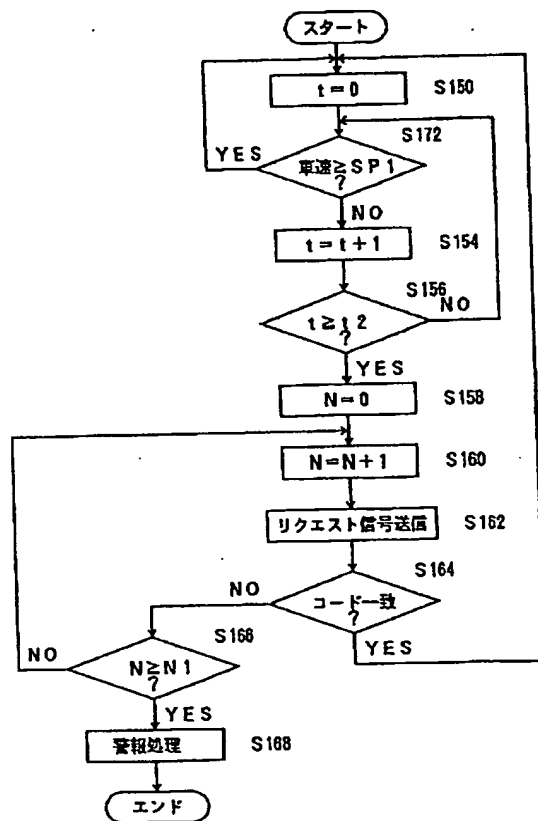 スタート
t=0 S150
S172
YES 車速≧SP1
?
NO
t=t+1 S154
S156
t≧t2 NO
?
YES
N=0 S158
N=N+1 S160
リクエスト信号送信 S162
S164
NO コード一致
?
YES
S166
NO N≧N1
?
YES
警報処理 S168
エンド